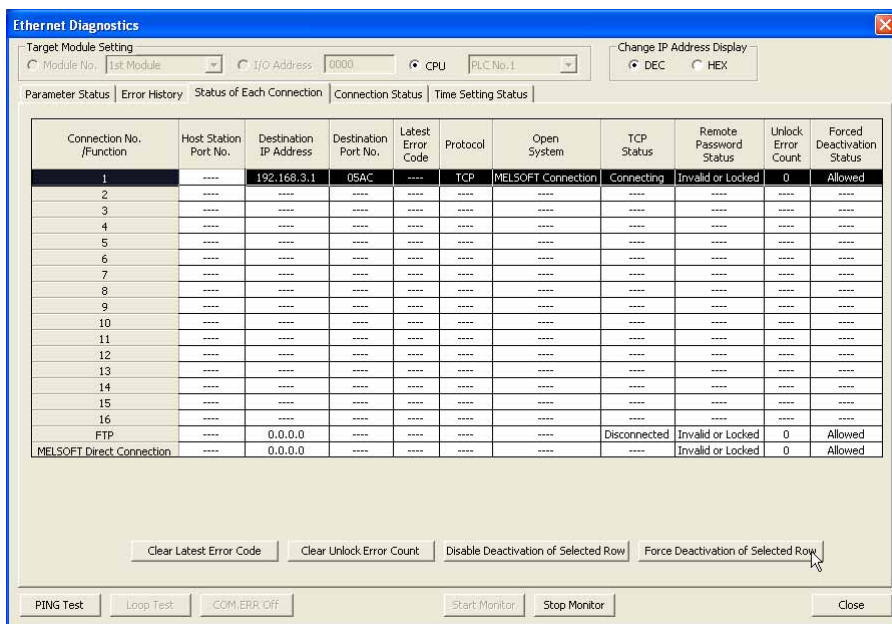 Ethernet Diagnostics
Target Module Setting
Module No. 1st Module I/O Address 0000 CPU PLC No.1
Change IP Address Display
DEC HEX
Parameter Status Error History Status of Each Connection Connection Status Time Setting Status
Connection No. /Function Host Station Port No. Destination IP Address Destination Port No. Latest Error Code Protocol Open System TCP Status Remote Password Status Unlock Error Count Forced Deactivation Status
1 ---- 192.168.3.1 05AC ---- TCP MELSOFT Connection Connecting Invalid or Locked 0 Allowed
2 ---- ---- ---- ---- ---- ---- ---- ---- ---- ----
3 ---- ---- ---- ---- ---- ---- ---- ---- ---- ----
4 ---- ---- ---- ---- ---- ---- ---- ---- ---- ----
5 ---- ---- ---- ---- ---- ---- ---- ---- ---- ----
6 ---- ---- ---- ---- ---- ---- ---- ---- ---- ----
7 ---- ---- ---- ---- ---- ---- ---- ---- ---- ----
8 ---- ---- ---- ---- ---- ---- ---- ---- ---- ----
9 ---- ---- ---- ---- ---- ---- ---- ---- ---- ----
10 ---- ---- ---- ---- ---- ---- ---- ---- ---- ----
11 ---- ---- ---- ---- ---- ---- ---- ---- ---- ----
12 ---- ---- ---- ---- ---- ---- ---- ---- ---- ----
13 ---- ---- ---- ---- ---- ---- ---- ---- ---- ----
14 ---- ---- ---- ---- ---- ---- ---- ---- ---- ----
15 ---- ---- ---- ---- ---- ---- ---- ---- ---- ----
16 ---- ---- ---- ---- ---- ---- ---- ---- ---- ----
FTP ---- 0.0.0.0 ---- ---- ---- ---- Disconnected Invalid or Locked 0 Allowed
MELSOFT Direct Connection ---- 0.0.0.0 ---- ---- ---- ---- ---- Invalid or Locked 0 Allowed
Clear Latest Error Code Clear Unlock Error Count Disable Deactivation of Selected Row Force Deactivation of Selected Row
PING Test Loop Test COM.ERR Off Start Monitor Stop Monitor Close